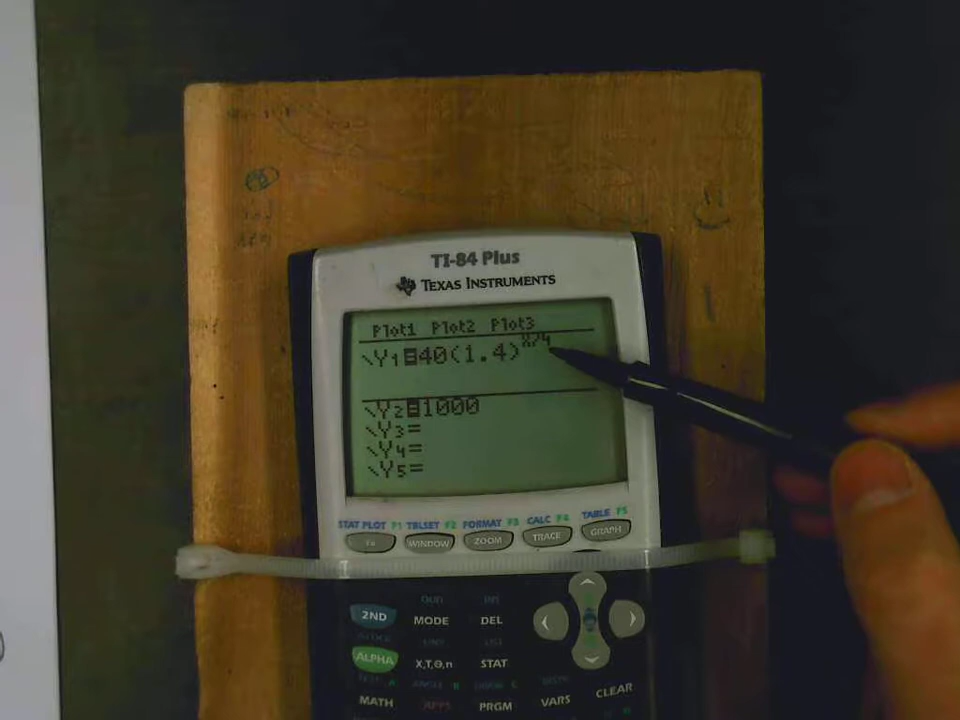 TI-84 Plus
TEXAS INSTRUMENTS
Plot1 Plot2 Plot3
\Y₁=40(1.4)^X/4
\Y₂=1000
\Y₃=
\Y₄=
\Y₅=
STAT PLOT F1 TBLSET F2 FORMAT F3 CALC F4 TABLE F5
Y= WINDOW ZOOM TRACE GRAPH
2ND MODE DEL
ALPHA X,T,Θ,n STAT
MATH APPS PRGM VARS CLEAR